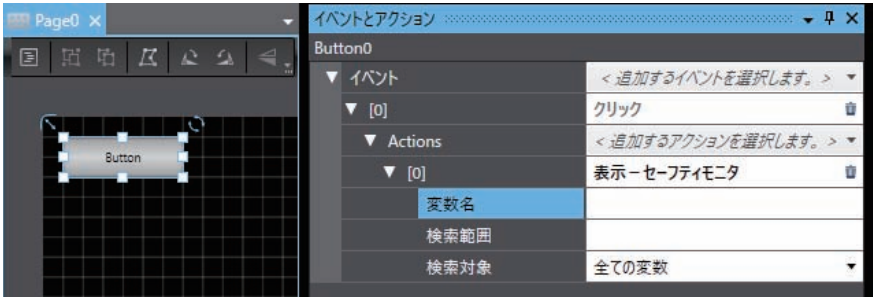 Page0
Button
イベントとアクション
Button0
イベント
< 追加するイベントを選択します。 >
[0]
クリック
Actions
< 追加するアクションを選択します。 >
[0]
表示－セーフティモニタ
変数名
検索範囲
検索対象
全ての変数